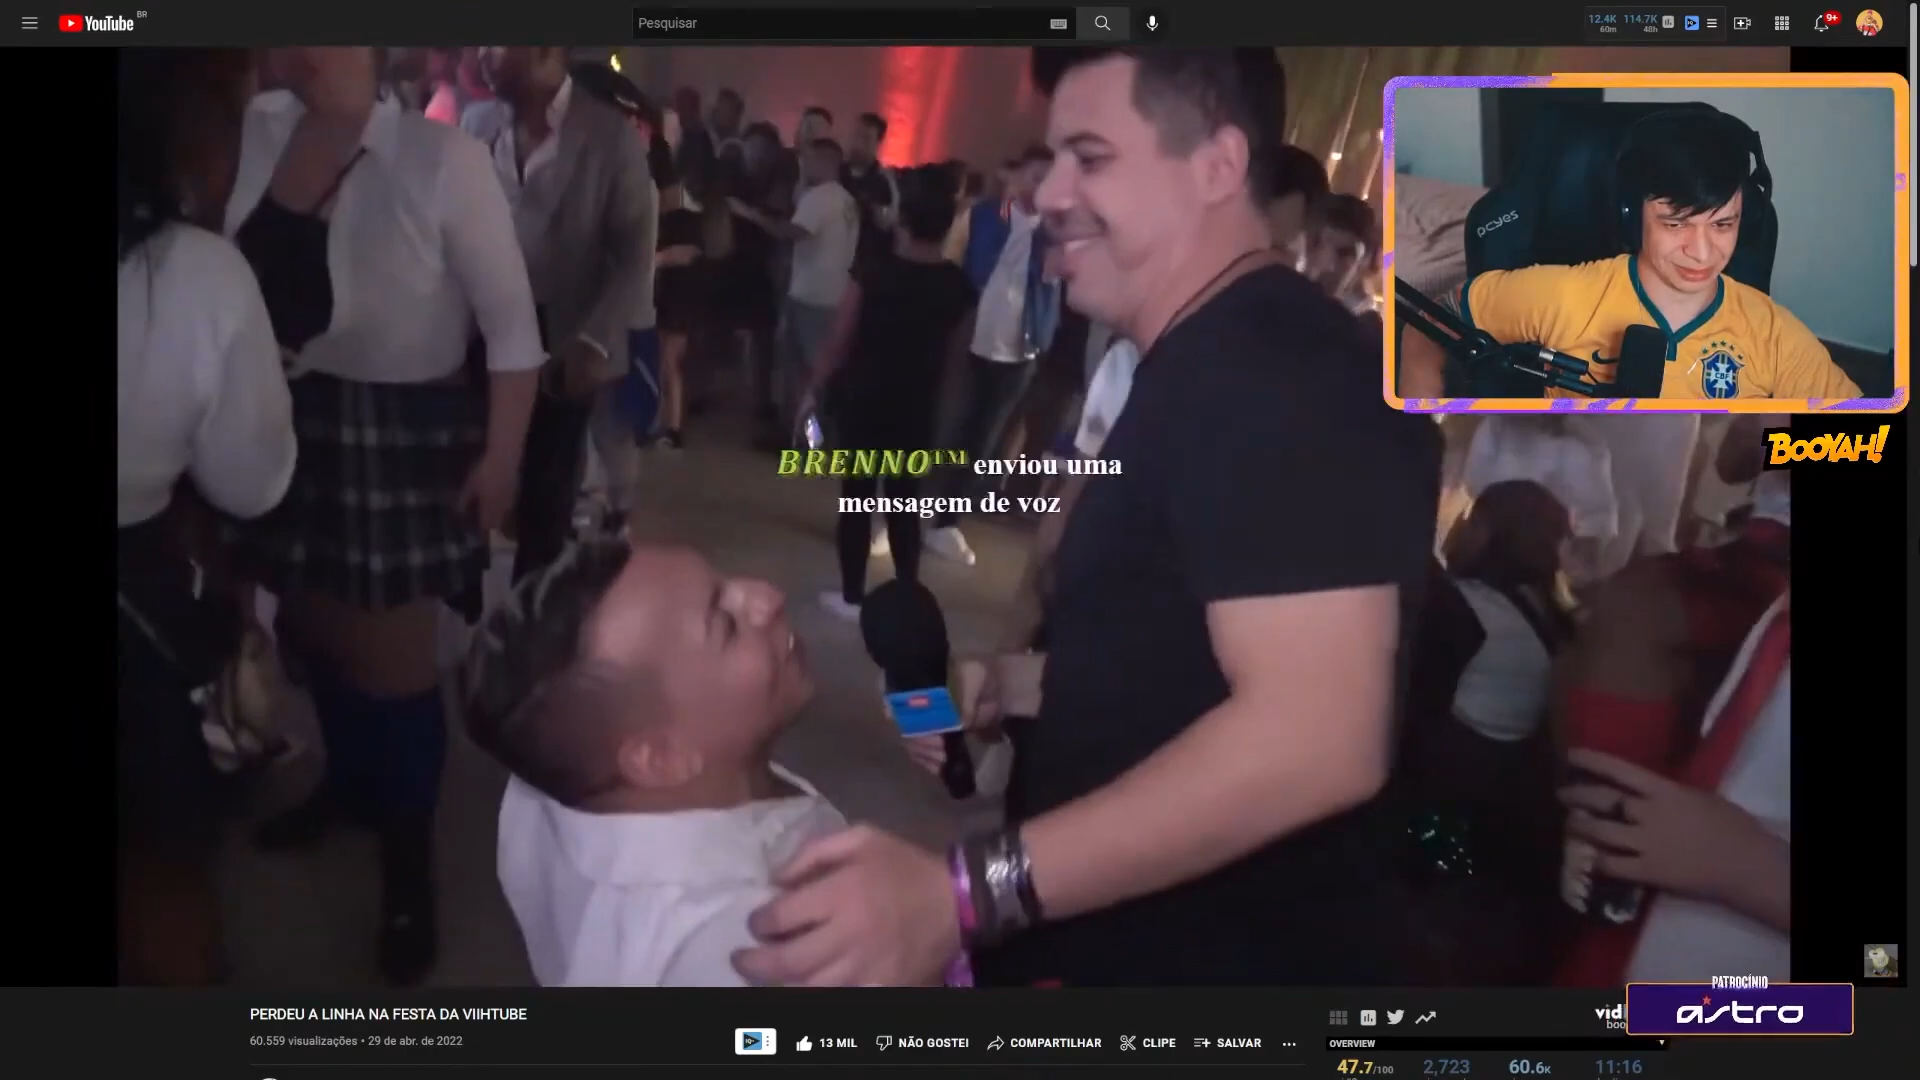 YouTube BR
Pesquisar
12.4K 114.7K
60m 48h
9+
pcyes
CBF
BOOYAH!
BRENNO™ enviou uma
mensagem de voz
PATROCÍNIO
astro
PERDEU A LINHA NA FESTA DA VIIHTUBE
60.559 visualizações • 29 de abr. de 2022
13 MIL
NÃO GOSTEI
COMPARTILHAR
CLIPE
SALVAR
OVERVIEW
47.7/100 2,723 60.6K 11:16